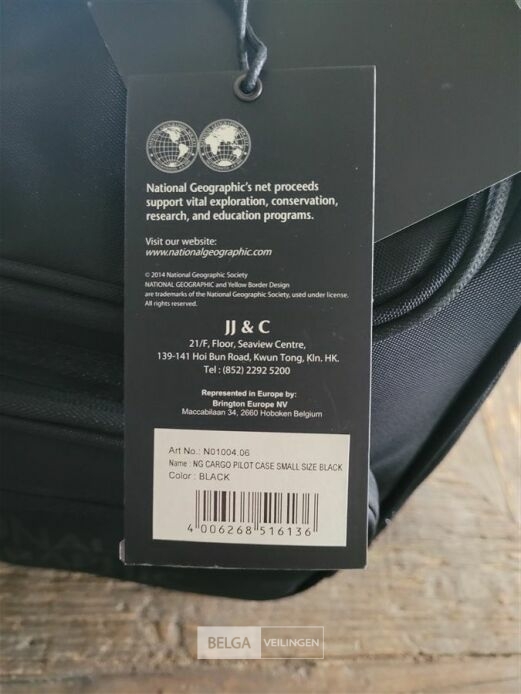 National Geographic's net proceeds
support vital exploration, conservation,
research, and education programs.
Visit our website:
www.nationalgeographic.com
© 2014 National Geographic Society
NATIONAL GEOGRAPHIC and Yellow Border Design
are trademarks of the National Geographic Society, used under license.
All rights reserved.
JJ & C
21/F, Floor, Seaview Centre,
139-141 Hoi Bun Road, Kwun Tong, Kln. HK.
Tel : (852) 2292 5200
Represented in Europe by:
Brington Europe NV
Maccabilaan 34, 2660 Hoboken Belgium
Art No.: N01004.06
Name : NG CARGO PILOT CASE SMALL SIZE BLACK
Color : BLACK
4 006268 516136
BELGA VEILINGEN